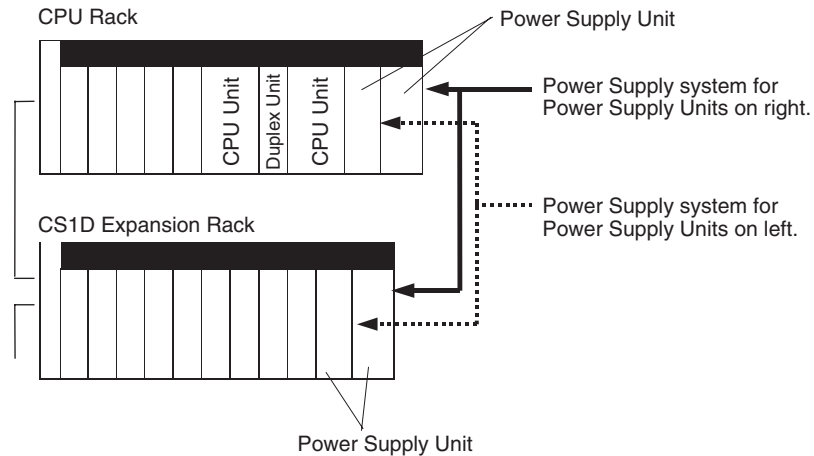 CPU Rack
Power Supply Unit
CPU Unit
Duplex Unit
CPU Unit
Power Supply system for
Power Supply Units on right.
CS1D Expansion Rack
Power Supply system for
Power Supply Units on left.
Power Supply Unit